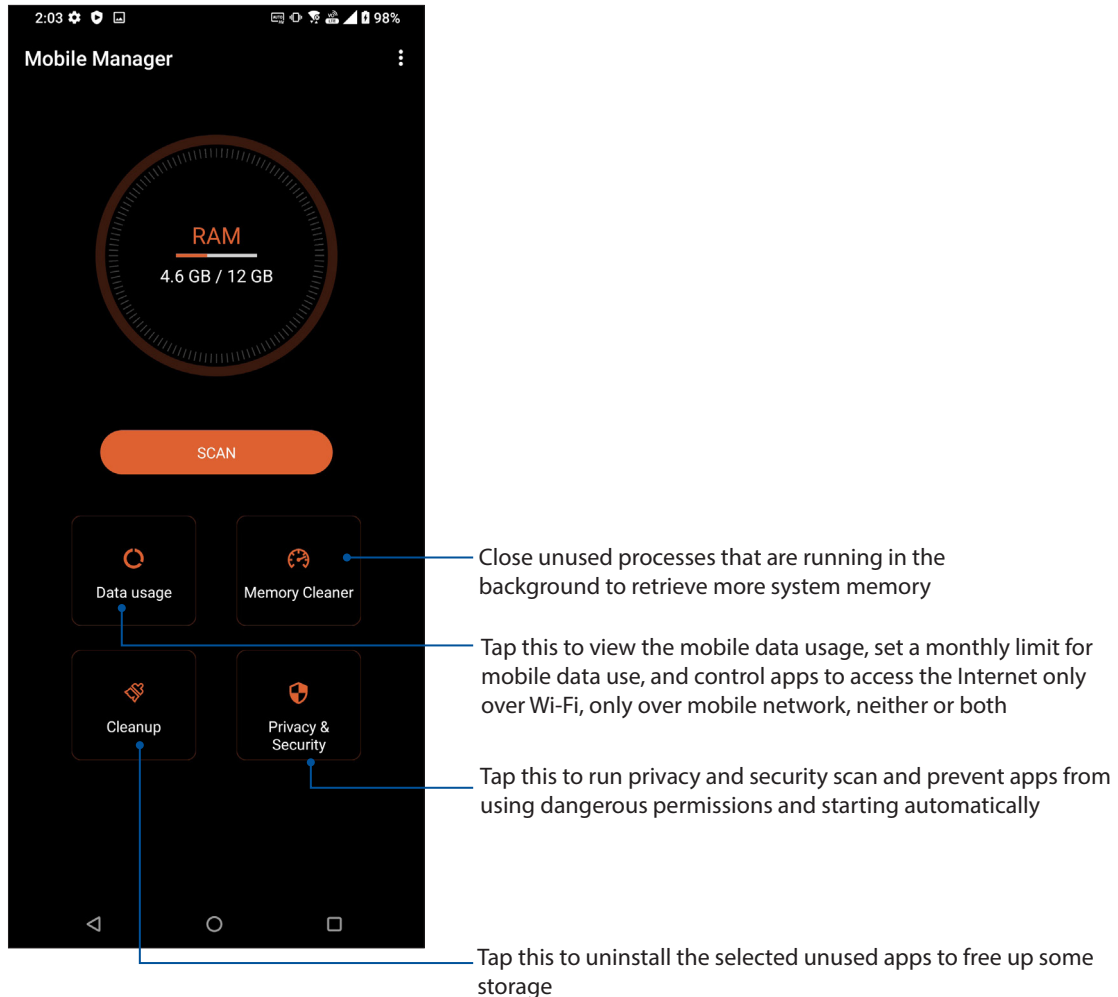 2:03
98%
Mobile Manager
RAM
4.6 GB / 12 GB
SCAN
Data usage
Memory Cleaner
Cleanup
Privacy &
Security
Close unused processes that are running in the
background to retrieve more system memory
Tap this to view the mobile data usage, set a monthly limit for
mobile data use, and control apps to access the Internet only
over Wi-Fi, only over mobile network, neither or both
Tap this to run privacy and security scan and prevent apps from
using dangerous permissions and starting automatically
Tap this to uninstall the selected unused apps to free up some
storage